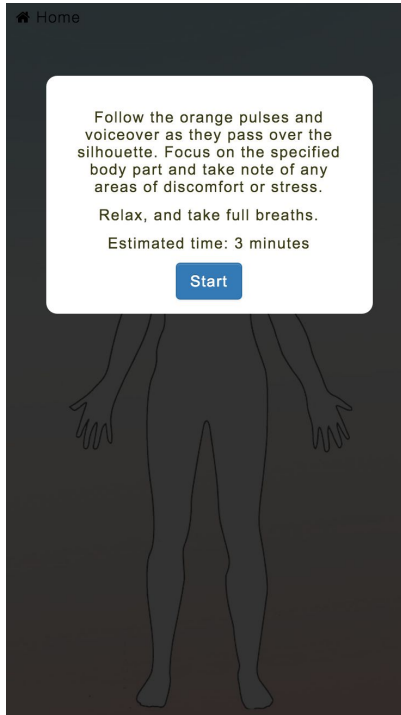 Home
Follow the orange pulses and
voiceover as they pass over the
silhouette. Focus on the specified
body part and take note of any
areas of discomfort or stress.
Relax, and take full breaths.
Estimated time: 3 minutes
Start